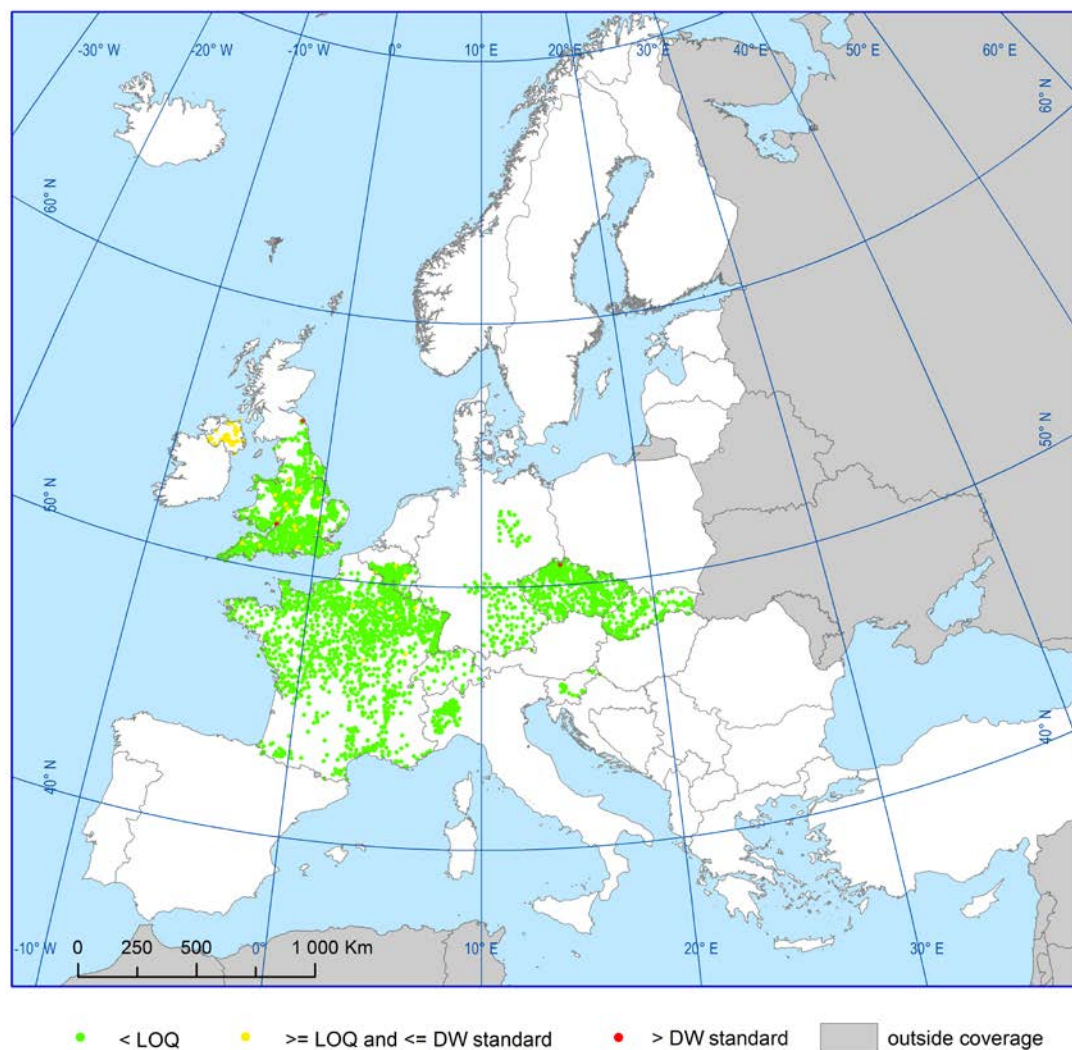 -30° W -20° W -10° W 0° 10° E 20° E 30° E 40° E 50° E 60° E
60° N
60° N
50° N
50° N
40° N
40° N
0 250 500 1 000 Km
-10° W 0° 10° E 20° E 30° E
< LOQ >= LOQ and <= DW standard > DW standard outside coverage